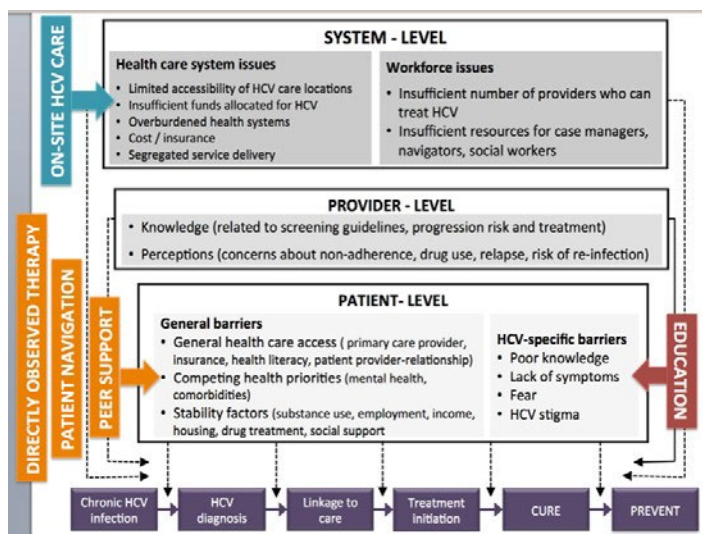 SYSTEM - LEVEL
Health care system issues
• Limited accessibility of HCV care locations
• Insufficient funds allocated for HCV
• Overburdened health systems
• Cost / insurance
• Segregated service delivery
Workforce issues
• Insufficient number of providers who can
treat HCV
• Insufficient resources for case managers,
navigators, social workers
ON-SITE HCV CARE
PROVIDER - LEVEL
• Knowledge (related to screening guidelines, progression risk and treatment)
• Perceptions (concerns about non-adherence, drug use, relapse, risk of re-infection)
DIRECTLY OBSERVED THERAPY
PATIENT NAVIGATION
PEER SUPPORT
PATIENT- LEVEL
General barriers
• General health care access ( primary care provider,
insurance, health literacy, patient provider-relationship)
• Competing health priorities (mental health,
comorbidities)
• Stability factors (substance use, employment, income,
housing, drug treatment, social support
HCV-specific barriers
• Poor knowledge
• Lack of symptoms
• Fear
• HCV stigma
EDUCATION
Chronic HCV
infection
HCV
diagnosis
Linkage to
care
Treatment
initiation
CURE
PREVENT